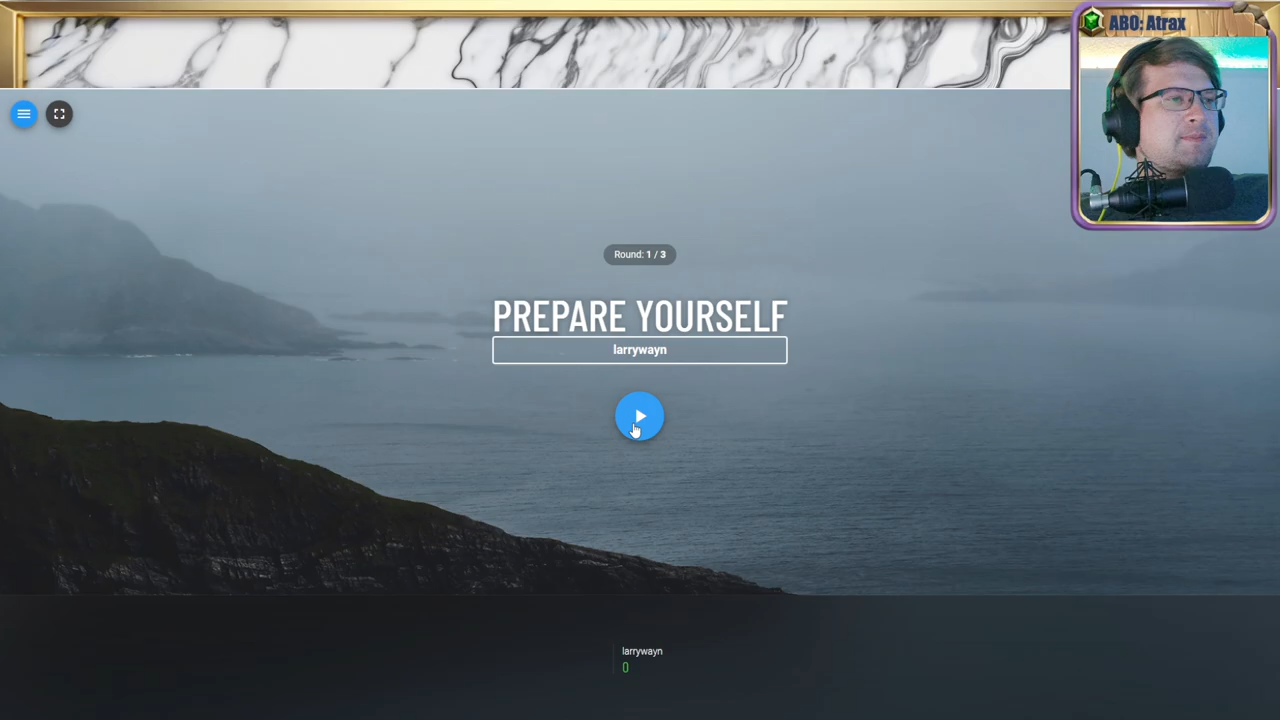 ABO: Atrax
Round: 1 / 3
PREPARE YOURSELF
larrywayn
larrywayn
0